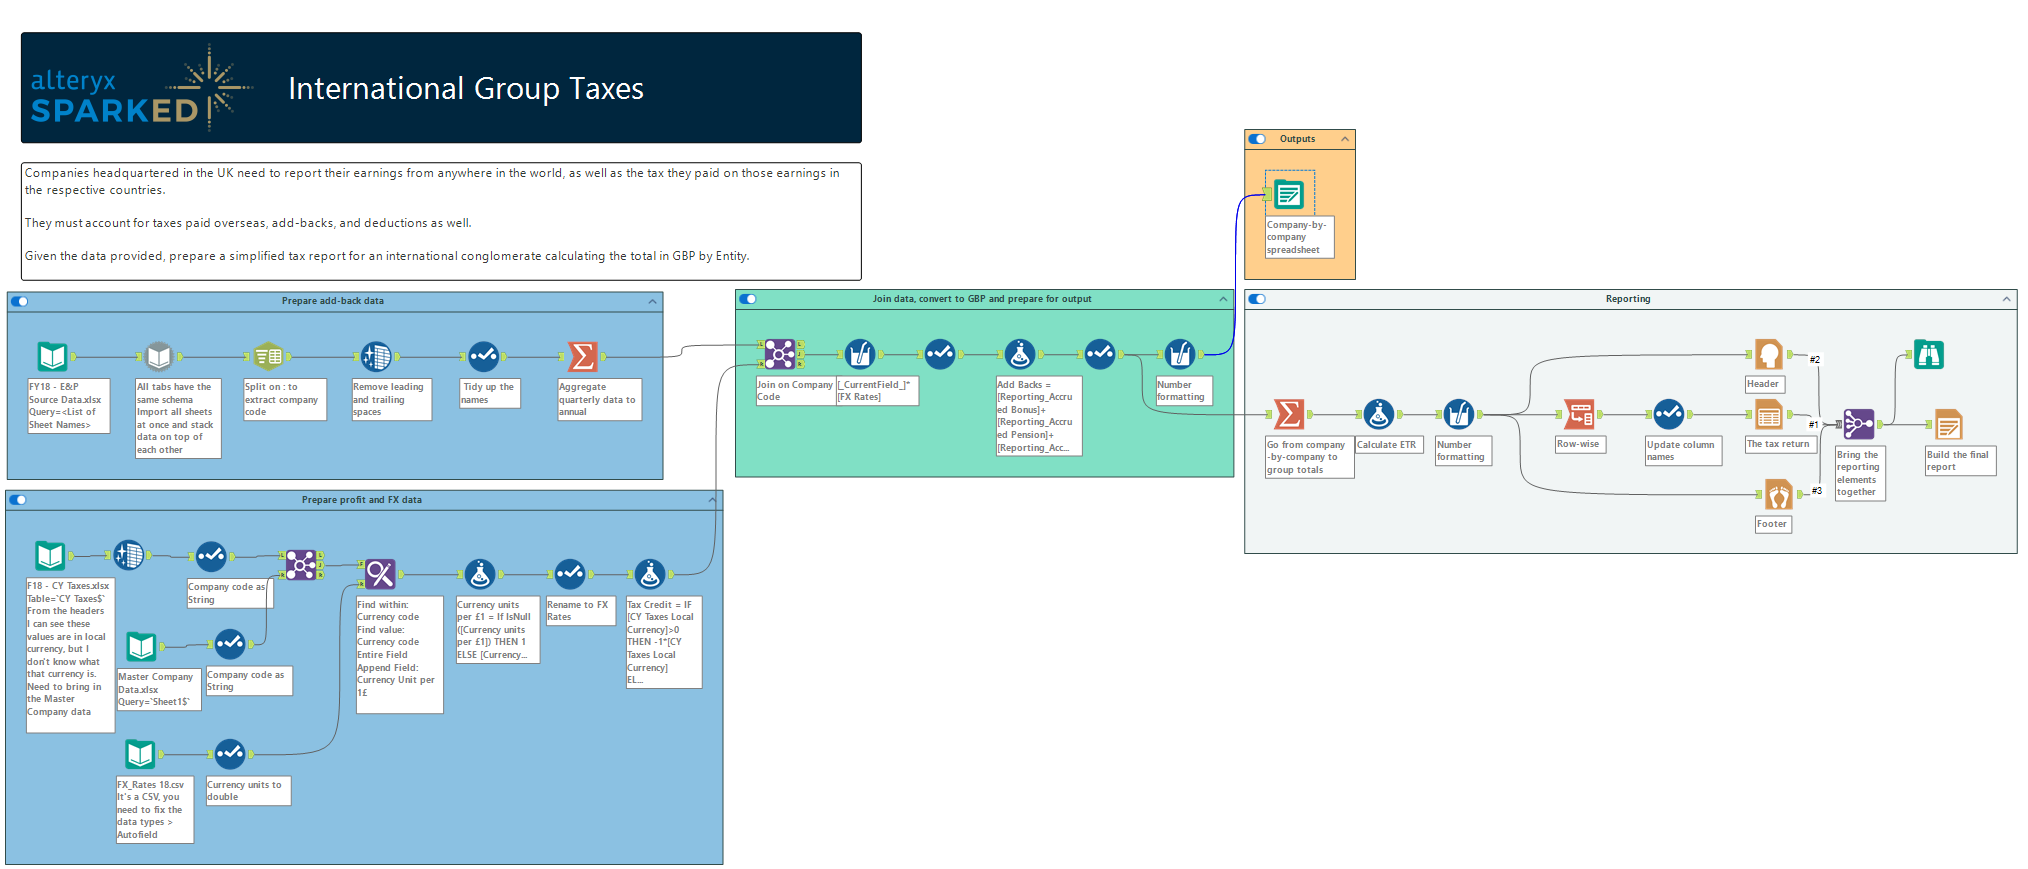 alteryx
SPARKED
International Group Taxes
Companies headquartered in the UK need to report their earnings from anywhere in the world, as well as the tax they paid on those earnings in
the respective countries.
They must account for taxes paid overseas, add-backs, and deductions as well.
Given the data provided, prepare a simplified tax report for an international conglomerate calculating the total in GBP by Entity.
Outputs
Company-by-
company
spreadsheet
Prepare add-back data
FY18 - E&P
Source Data.xlsx
Query=<List of
Sheet Names>
All tabs have the
same schema
Import all sheets
at once and stack
data on top of
each other
Split on : to
extract company
code
Remove leading
and trailing
spaces
Tidy up the
names
Aggregate
quarterly data to
annual
Join data, convert to GBP and prepare for output
L
R
L
J
R
Join on Company
Code
[_CurrentField_]*
[FX Rates]
Add Backs =
[Reporting_Accru
ed Bonus]+
[Reporting_Accru
ed Pension]+
[Reporting_Acc...
Number
formatting
Reporting
Go from company
-by-company to
group totals
Calculate ETR
Number
formatting
Row-wise
Update column
names
Header
The tax return
Footer
#2
#1
#3
Bring the
reporting
elements
together
Build the final
report
Prepare profit and FX data
F18 - CY Taxes.xlsx
Table=`CY Taxes$`
From the headers
I can see these
values are in local
currency, but I
don't know what
that currency is.
Need to bring in
the Master
Company data
Company code as
String
Master Company
Data.xlsx
Query=`Sheet1$`
Company code as
String
L
R
L
J
R
F
R
Find within:
Currency code
Find value:
Currency code
Entire Field
Append Field:
Currency Unit per
1£
Currency units
per £1 = If IsNull
([Currency units
per £1]) THEN 1
ELSE [Currency...
Rename to FX
Rates
Tax Credit = IF
[CY Taxes Local
Currency]>0
THEN -1*[CY
Taxes Local
Currency]
EL...
FX_Rates 18.csv
It's a CSV, you
need to fix the
data types >
Autofield
Currency units to
double